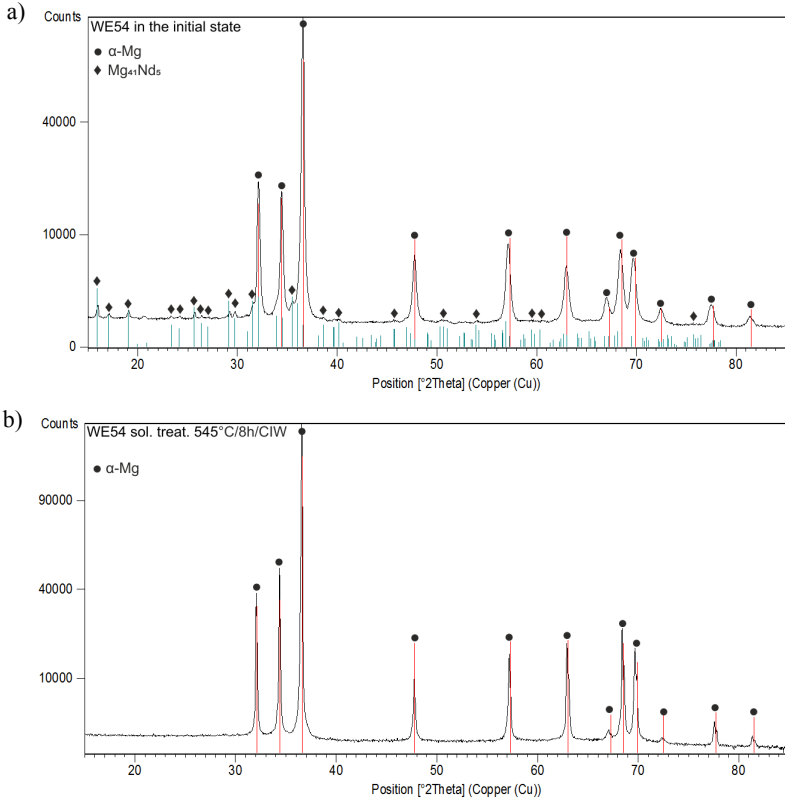 a)
Counts
WE54 in the initial state
● α-Mg
♦ Mg₄₁Nd₅
40000
10000
0
20 30 40 50 60 70 80
Position [°2Theta] (Copper (Cu))
b)
Counts
WE54 sol. treat. 545°C/8h/CIW
● α-Mg
90000
40000
10000
20 30 40 50 60 70 80
Position [°2Theta] (Copper (Cu))